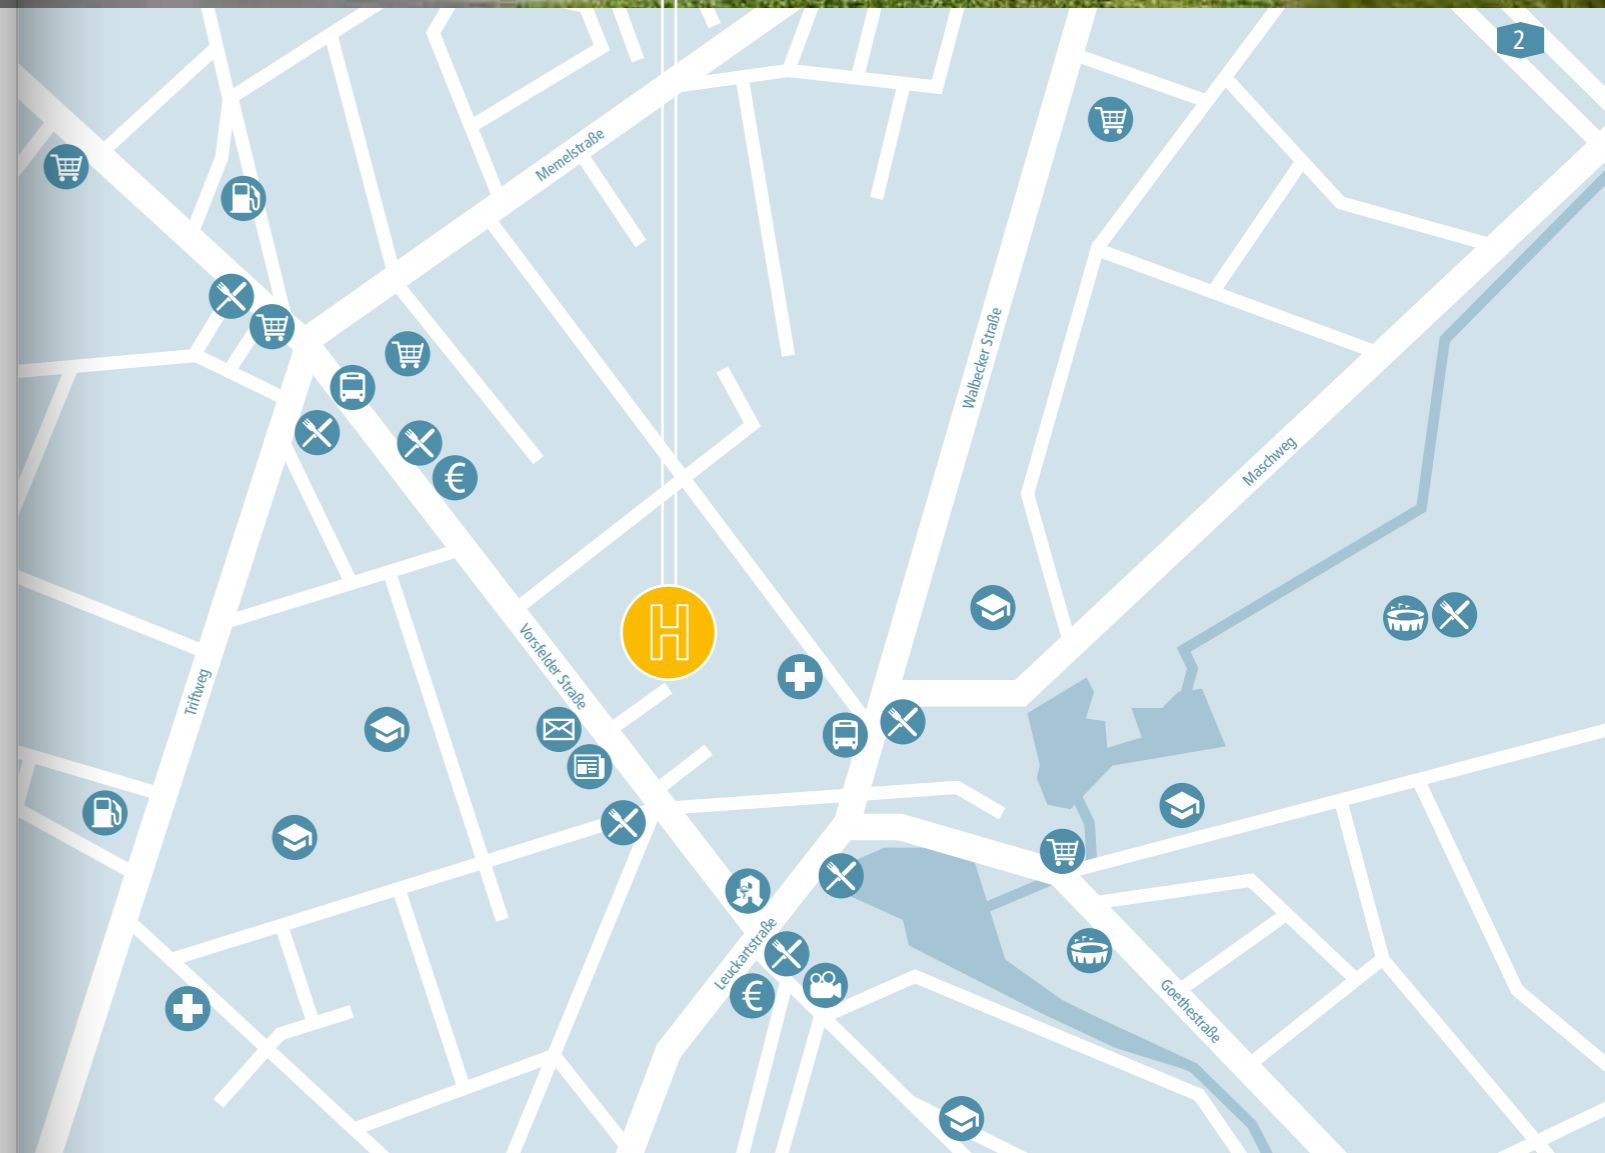 2
Memelstraße
Walbecker Straße
Maschweg
€
H
Vorsfelder Straße
Triftweg
Leuckartstraße
€
Goethestraße